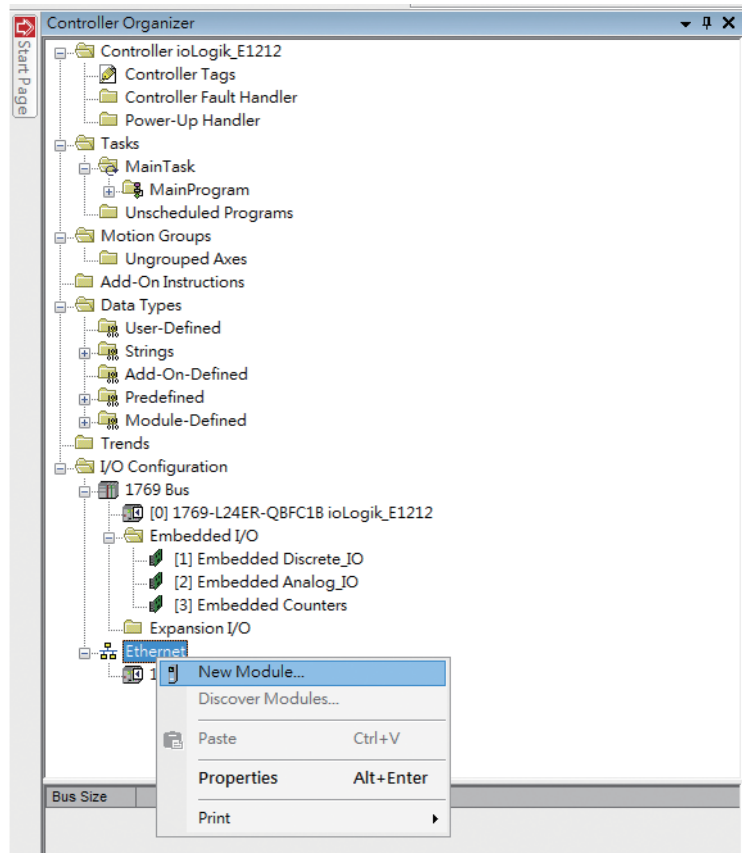 Controller Organizer
Start Page
Controller ioLogik_E1212
Controller Tags
Controller Fault Handler
Power-Up Handler
Tasks
MainTask
MainProgram
Unscheduled Programs
Motion Groups
Ungrouped Axes
Add-On Instructions
Data Types
User-Defined
Strings
Add-On-Defined
Predefined
Module-Defined
Trends
I/O Configuration
1769 Bus
[0] 1769-L24ER-QBFC1B ioLogik_E1212
Embedded I/O
[1] Embedded Discrete_IO
[2] Embedded Analog_IO
[3] Embedded Counters
Expansion I/O
Ethernet
New Module...
Discover Modules...
Paste Ctrl+V
Properties Alt+Enter
Bus Size
Print